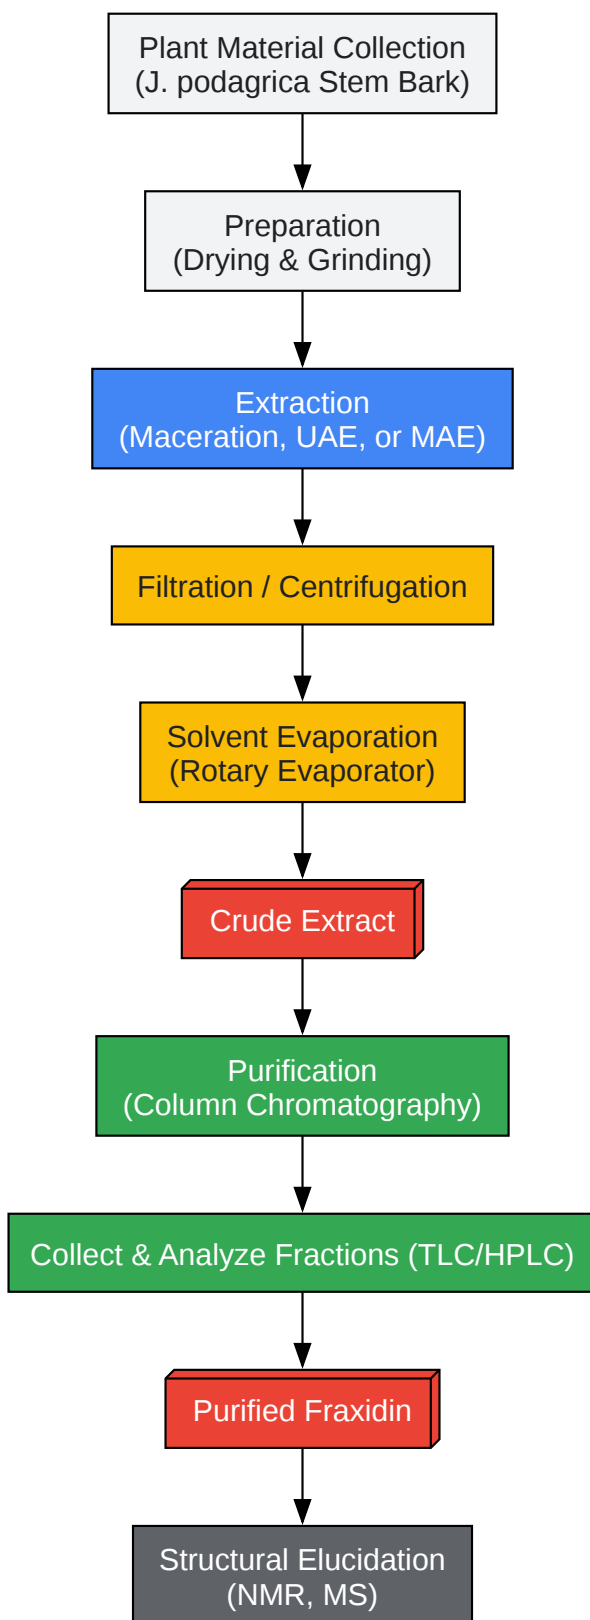 Plant Material Collection
(J. podagrica Stem Bark)
Preparation
(Drying & Grinding)
Extraction
(Maceration, UAE, or MAE)
Filtration / Centrifugation
Solvent Evaporation
(Rotary Evaporator)
Crude Extract
Purification
(Column Chromatography)
Collect & Analyze Fractions (TLC/HPLC)
Purified Fraxidin
Structural Elucidation
(NMR, MS)